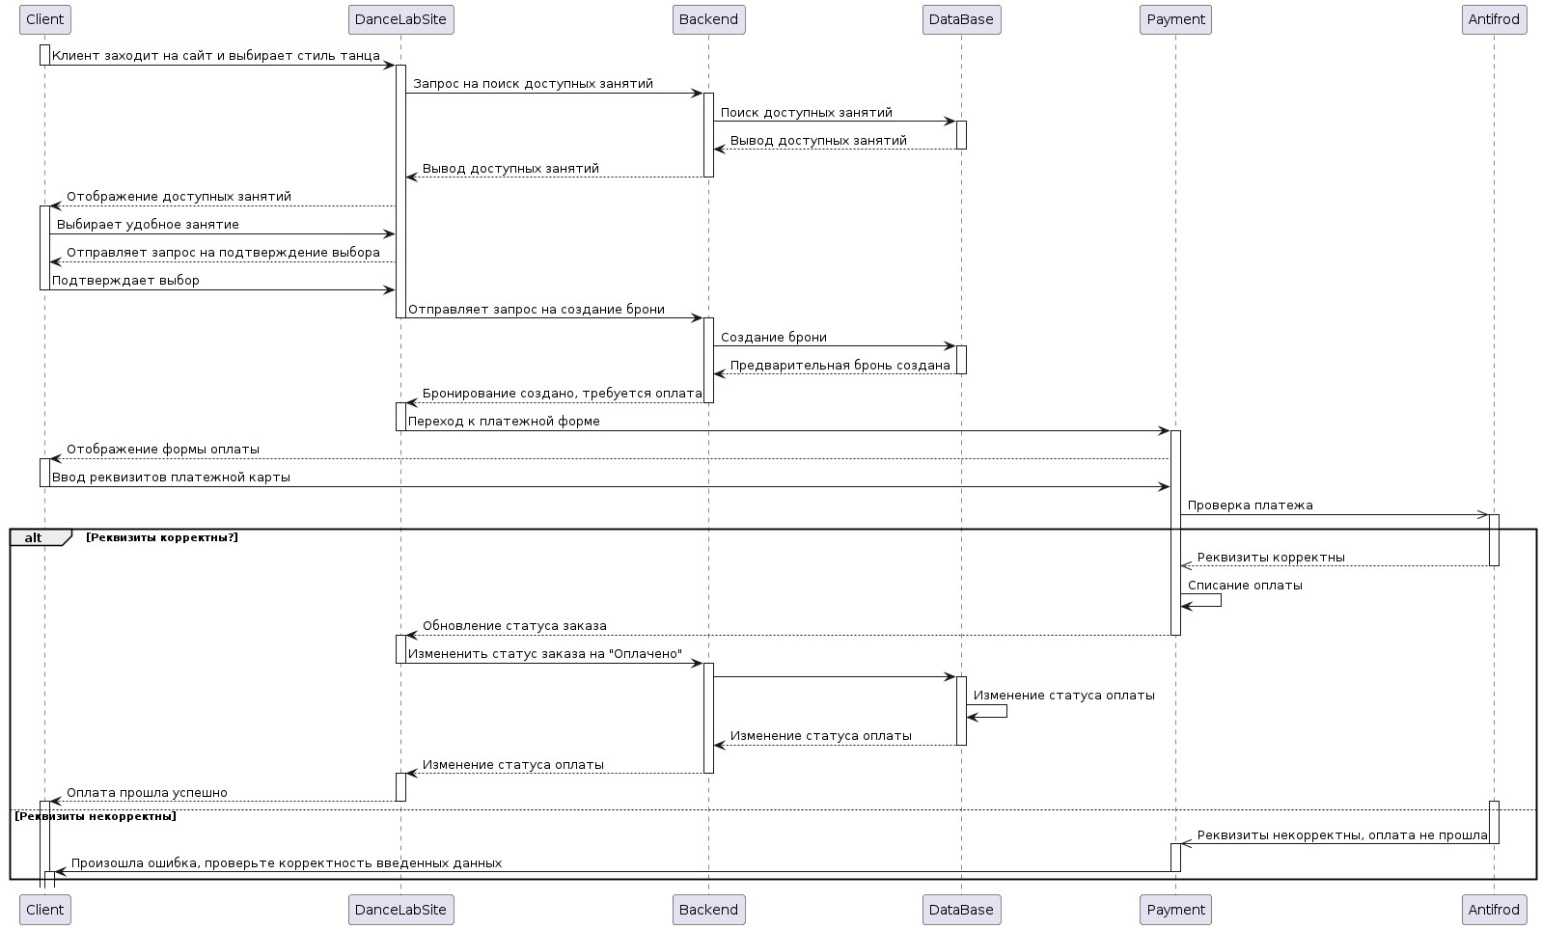 Client DanceLabSite Backend DataBase Payment Antifrod
Клиент заходит на сайт и выбирает стиль танца
Запрос на поиск доступных занятий
Поиск доступных занятий
Вывод доступных занятий
Вывод доступных занятий
Отображение доступных занятий
Выбирает удобное занятие
Отправляет запрос на подтверждение выбора
Подтверждает выбор
Отправляет запрос на создание брони
Создание брони
Предварительная бронь создана
Бронирование создано, требуется оплата
Переход к платежной форме
Отображение формы оплаты
Ввод реквизитов платежной карты
Проверка платежа
alt [Реквизиты корректны?]
Реквизиты корректны
Списание оплаты
Обновление статуса заказа
Измененить статус заказа на "Оплачено"
Изменение статуса оплаты
Изменение статуса оплаты
Изменение статуса оплаты
Оплата прошла успешно
[Реквизиты некорректны]
Реквизиты некорректны, оплата не прошла
Произошла ошибка, проверьте корректность введенных данных
Client DanceLabSite Backend DataBase Payment Antifrod